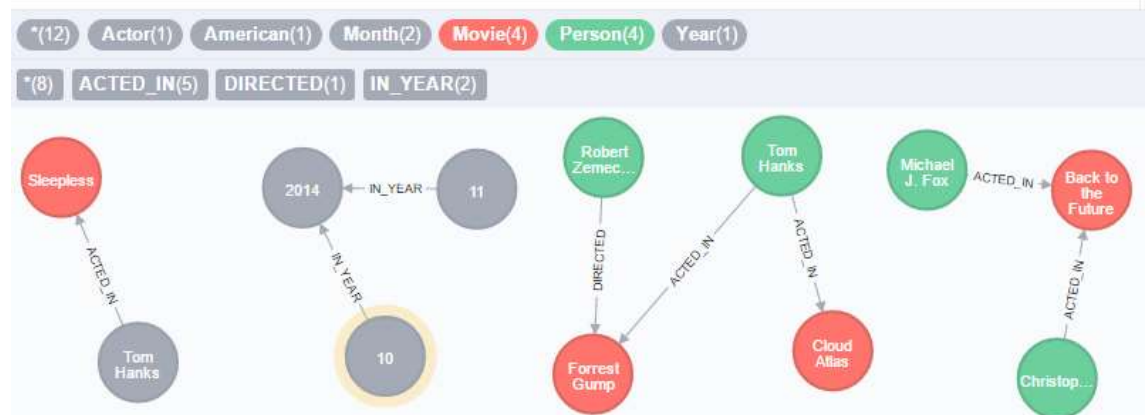 *(12) Actor(1) American(1) Month(2) Movie(4) Person(4) Year(1)
*(8) ACTED_IN(5) DIRECTED(1) IN_YEAR(2)
Sleepless
ACTED_IN
Tom
Hanks
2014
IN_YEAR
11
IN_YEAR
10
Robert
Zemec...
DIRECTED
Forrest
Gump
Tom
Hanks
ACTED_IN
ACTED_IN
Cloud
Atlas
Michael
J. Fox
ACTED_IN
Back to
the
Future
ACTED_IN
Christop...